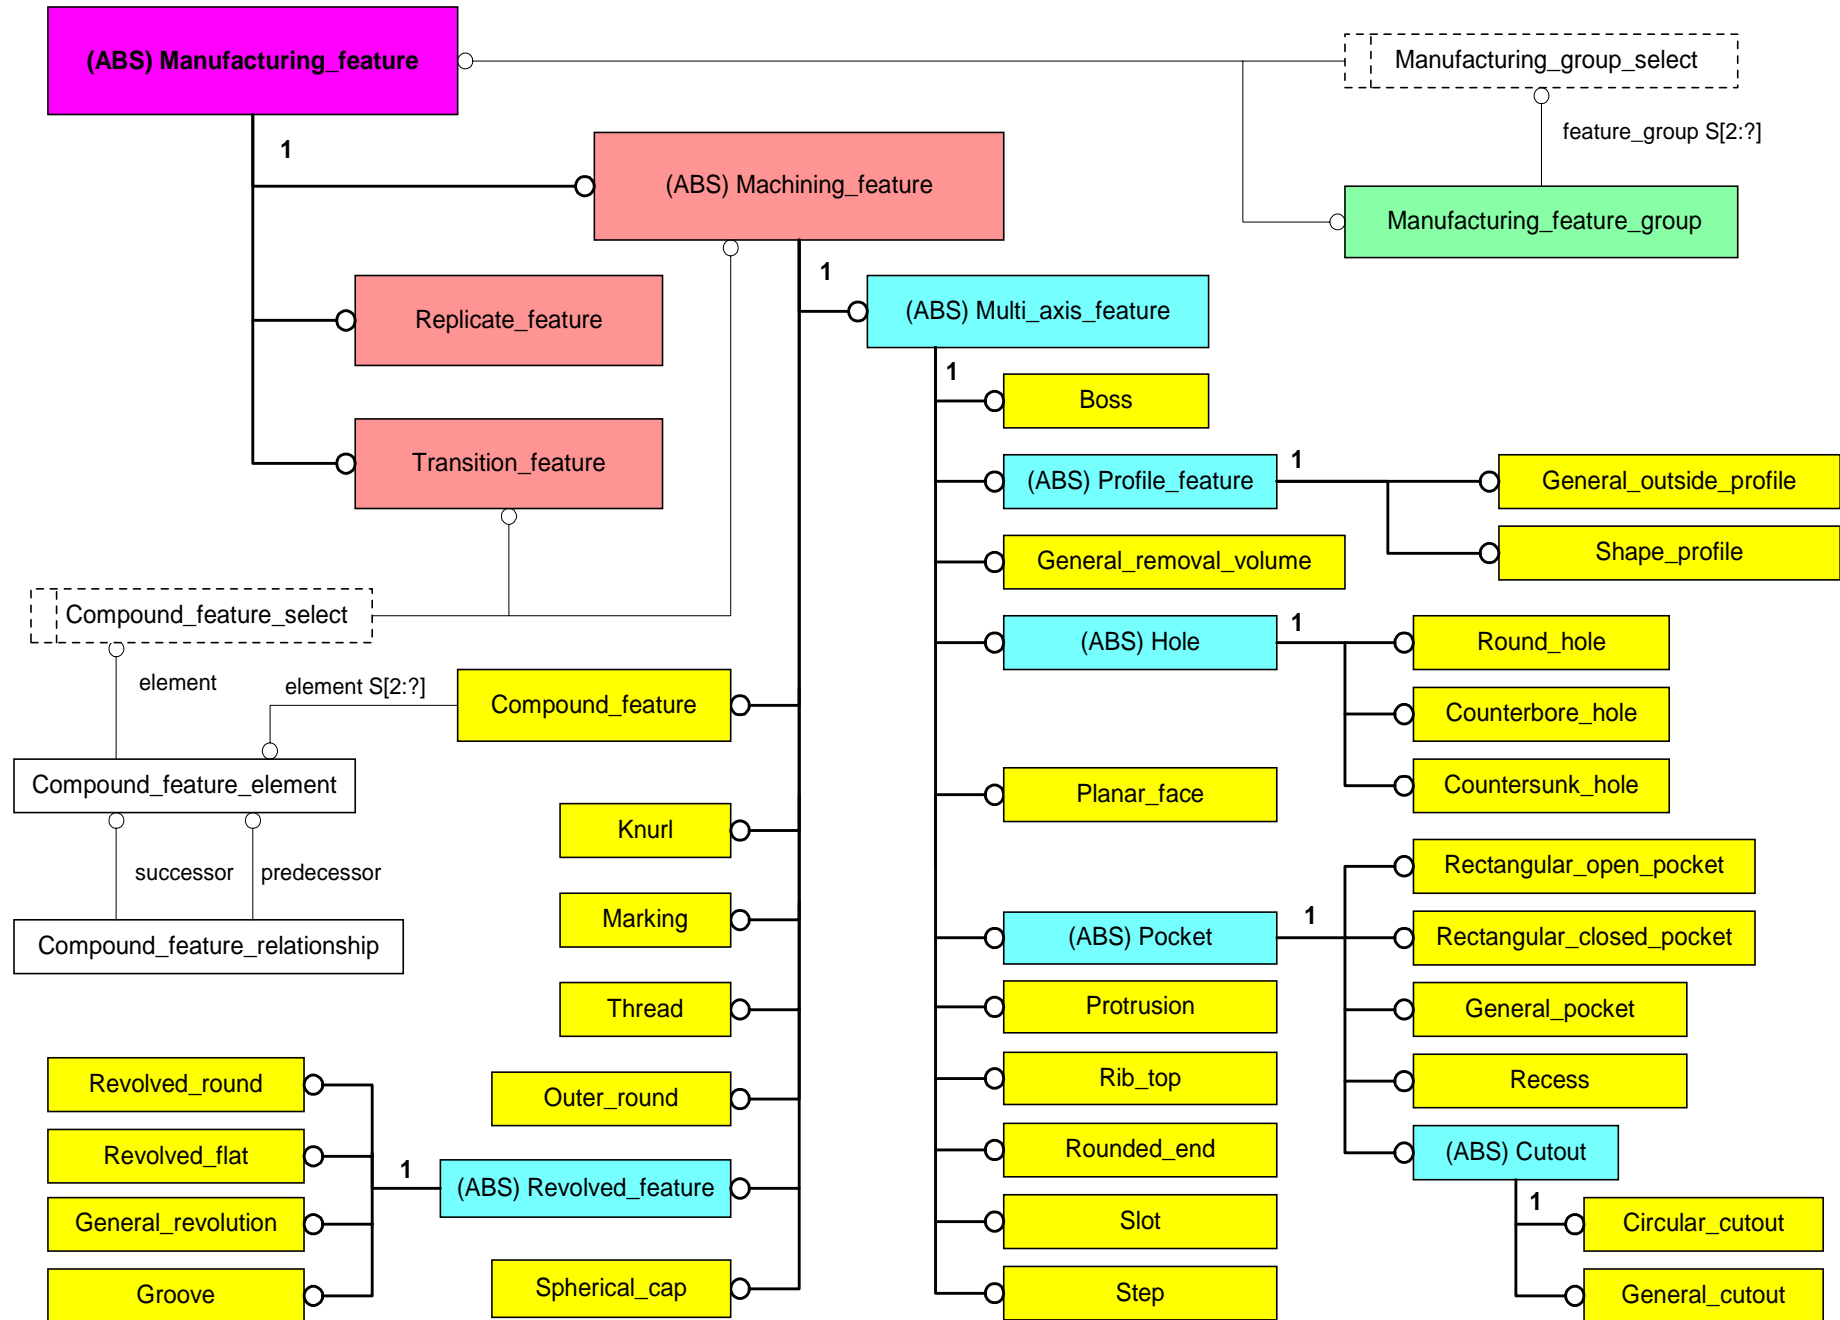 (ABS) Manufacturing_feature
Manufacturing_group_select
feature_group S[2:?]
1
(ABS) Machining_feature
Manufacturing_feature_group
1
(ABS) Multi_axis_feature
Replicate_feature
1
Boss
Transition_feature
(ABS) Profile_feature
1
General_outside_profile
General_removal_volume
Shape_profile
Compound_feature_select
(ABS) Hole
1
Round_hole
element
element S[2:?]
Compound_feature
Counterbore_hole
Compound_feature_element
Planar_face
Countersunk_hole
Knurl
successor
predecessor
Rectangular_open_pocket
Marking
(ABS) Pocket
1
Rectangular_closed_pocket
Compound_feature_relationship
Thread
Protrusion
General_pocket
Revolved_round
Outer_round
Rib_top
Recess
Revolved_flat
1
(ABS) Revolved_feature
Rounded_end
(ABS) Cutout
General_revolution
Slot
1
Circular_cutout
Groove
Spherical_cap
Step
General_cutout